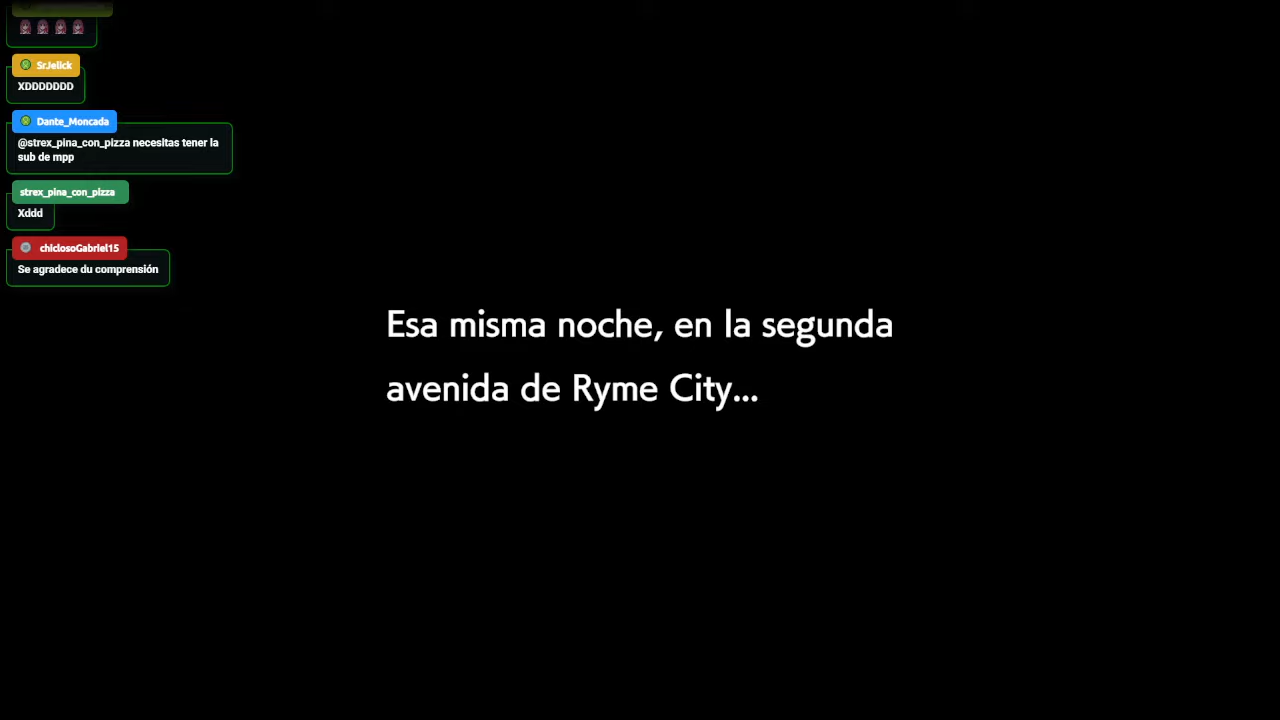 SrJelick
XDDDDDDD
Dante_Moncada
@strex_pina_con_pizza necesitas tener la
sub de mpp
strex_pina_con_pizza
Xddd
chiclosoGabriel15
Se agradece du comprensión
Esa misma noche, en la segunda
avenida de Ryme City...